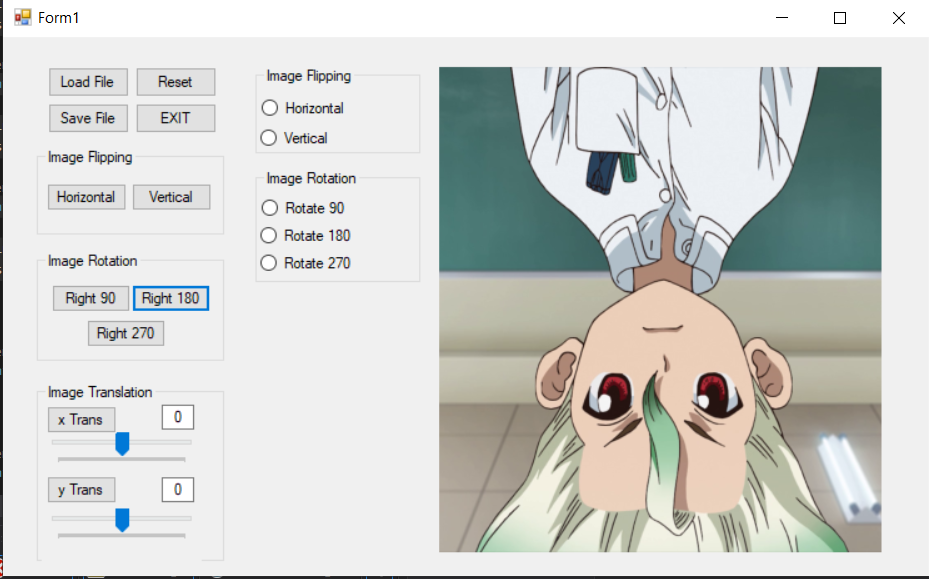 Form1
Load File Reset
Save File EXIT
Image Flipping
Horizontal Vertical
Image Rotation
Right 90 Right 180
Right 270
Image Translation
x Trans 0
y Trans 0
Image Flipping
Horizontal
Vertical
Image Rotation
Rotate 90
Rotate 180
Rotate 270